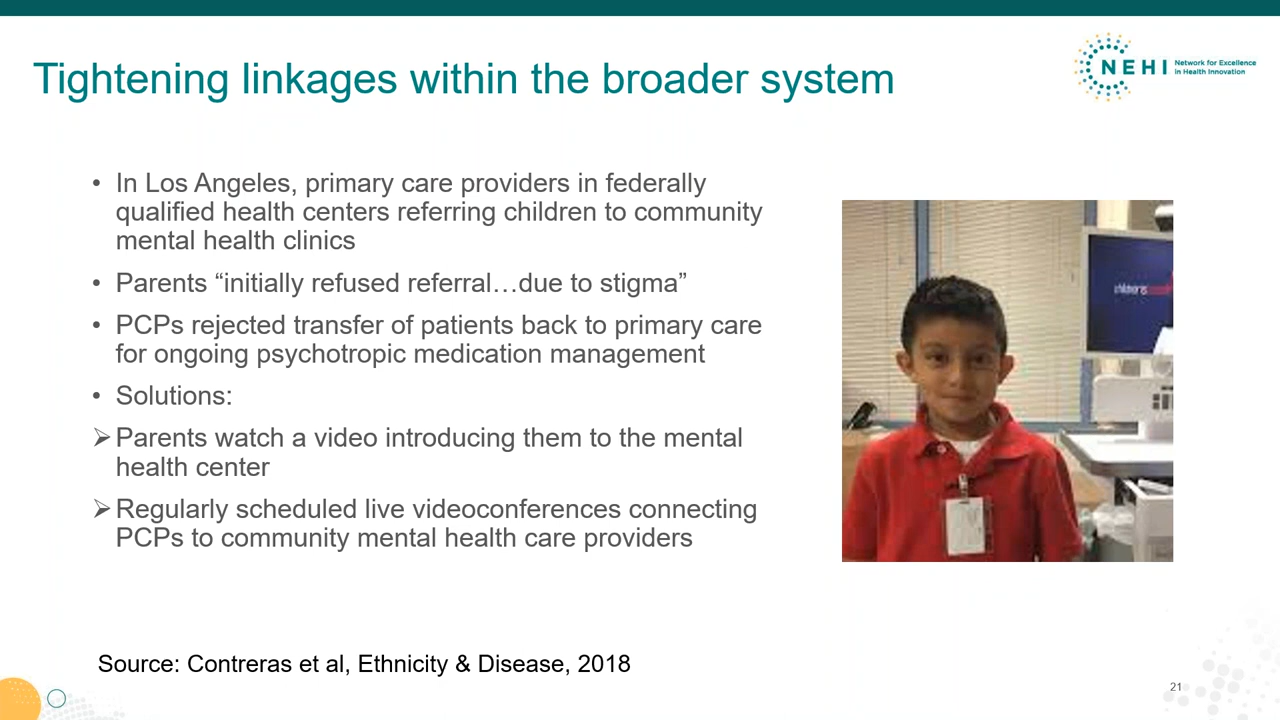 Tightening linkages within the broader system
NEHI
Network for Excellence
in Health Innovation
• In Los Angeles, primary care providers in federally
qualified health centers referring children to community
mental health clinics
• Parents “initially refused referral…due to stigma”
• PCPs rejected transfer of patients back to primary care
for ongoing psychotropic medication management
• Solutions:
➢ Parents watch a video introducing them to the mental
health center
➢ Regularly scheduled live videoconferences connecting
PCPs to community mental health care providers
Source: Contreras et al, Ethnicity & Disease, 2018
21